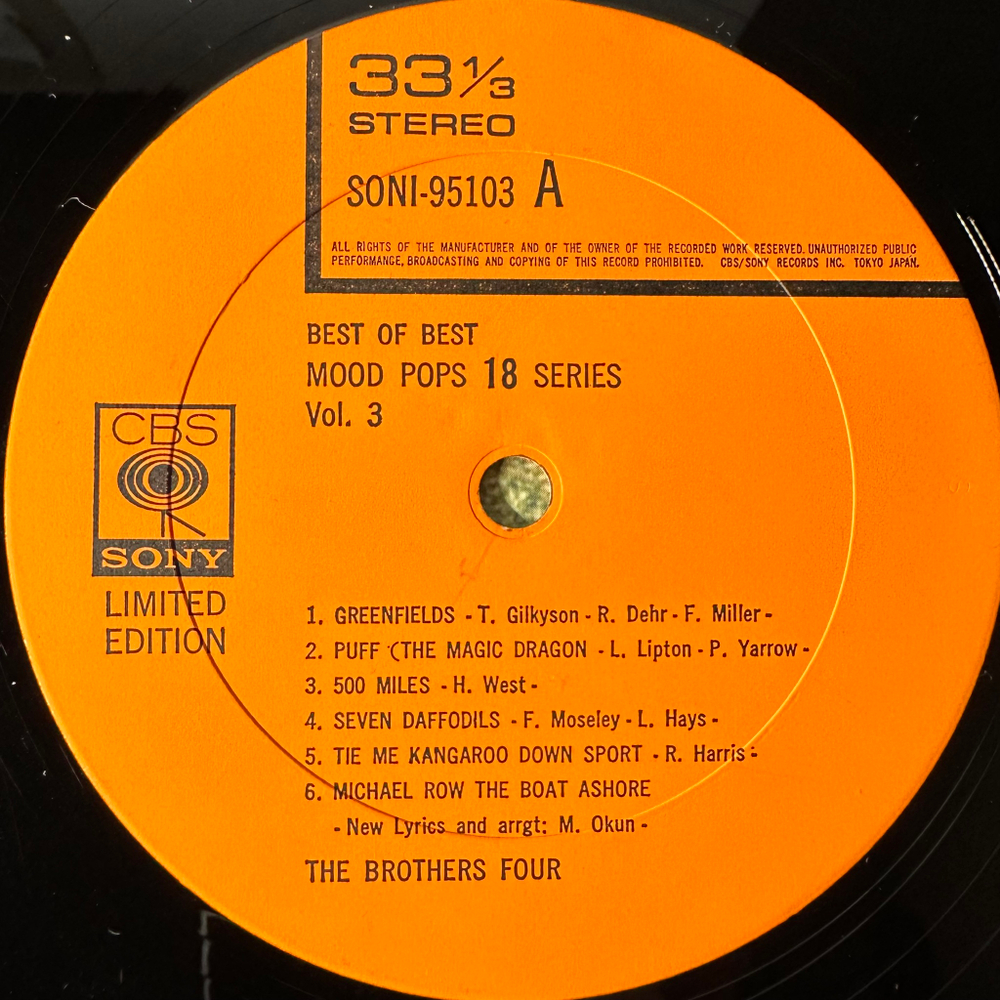 33 1/3
STEREO
SONI-95103 A
ALL RIGHTS OF THE MANUFACTURER AND OF THE OWNER OF THE RECORDED WORK RESERVED. UNAUTHORIZED PUBLIC
PERFORMANCE, BROADCASTING AND COPYING OF THIS RECORD PROHIBITED. CBS/SONY RECORDS INC. TOKYO JAPAN.
BEST OF BEST
MOOD POPS 18 SERIES
Vol. 3
CBS
SONY
LIMITED
EDITION
1. GREENFIELDS - T. Gilkyson - R. Dehr - F. Miller -
2. PUFF (THE MAGIC DRAGON - L. Lipton - P. Yarrow -
3. 500 MILES - H. West -
4. SEVEN DAFFODILS - F. Moseley - L. Hays -
5. TIE ME KANGAROO DOWN SPORT - R. Harris -
6. MICHAEL ROW THE BOAT ASHORE
- New Lyrics and arrgt: M. Okun -
THE BROTHERS FOUR